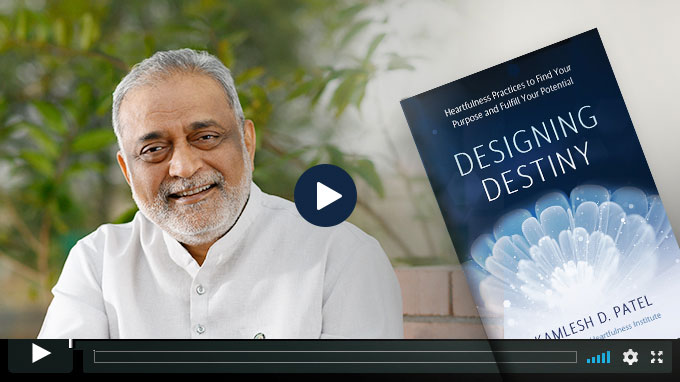 Heartfulness Practices to Find Your
Purpose and Fulfill Your Potential
DESIGNING
DESTINY
KAMLESH D. PATEL
Heartfulness Institute